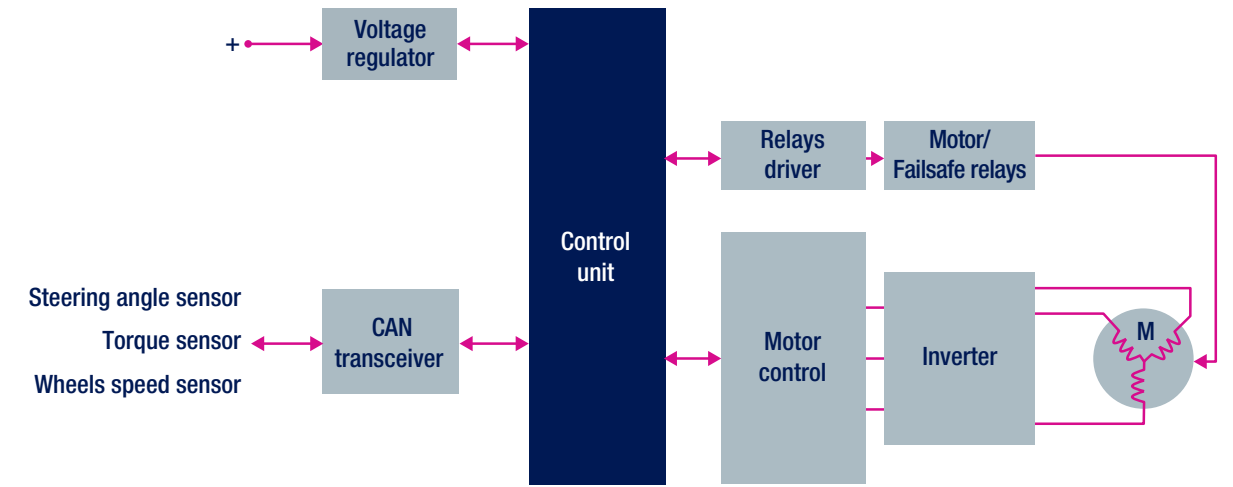 +
Voltage
regulator
Relays
driver
Motor/
Failsafe relays
Control
unit
Steering angle sensor
Torque sensor
Wheels speed sensor
CAN
transceiver
Motor
control
Inverter
M